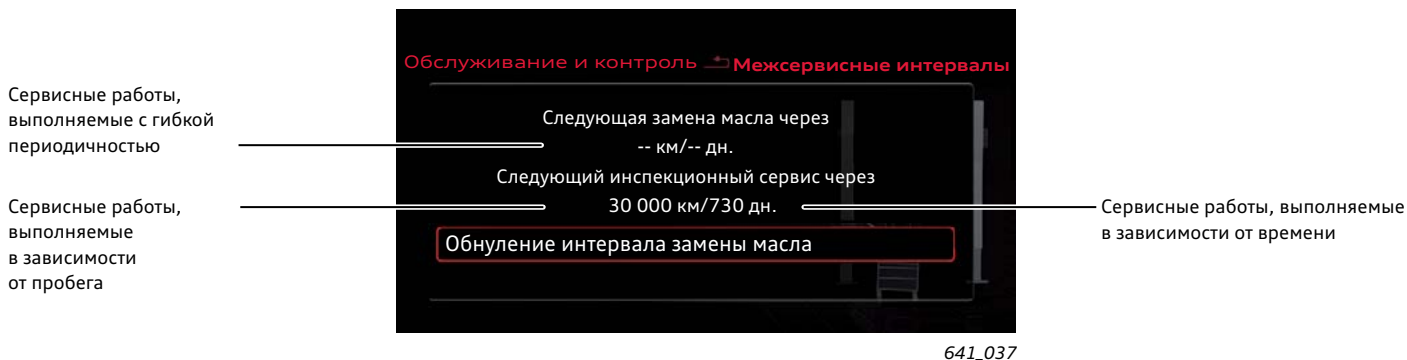 Обслуживание и контроль Межсервисные интервалы
Сервисные работы,
выполняемые с гибкой
периодичностью
Следующая замена масла через
-- км/-- дн.
Следующий инспекционный сервис через
30 000 км/730 дн.
Сервисные работы,
выполняемые
в зависимости
от пробега
Сервисные работы, выполняемые
в зависимости от времени
Обнуление интервала замены масла
641_037